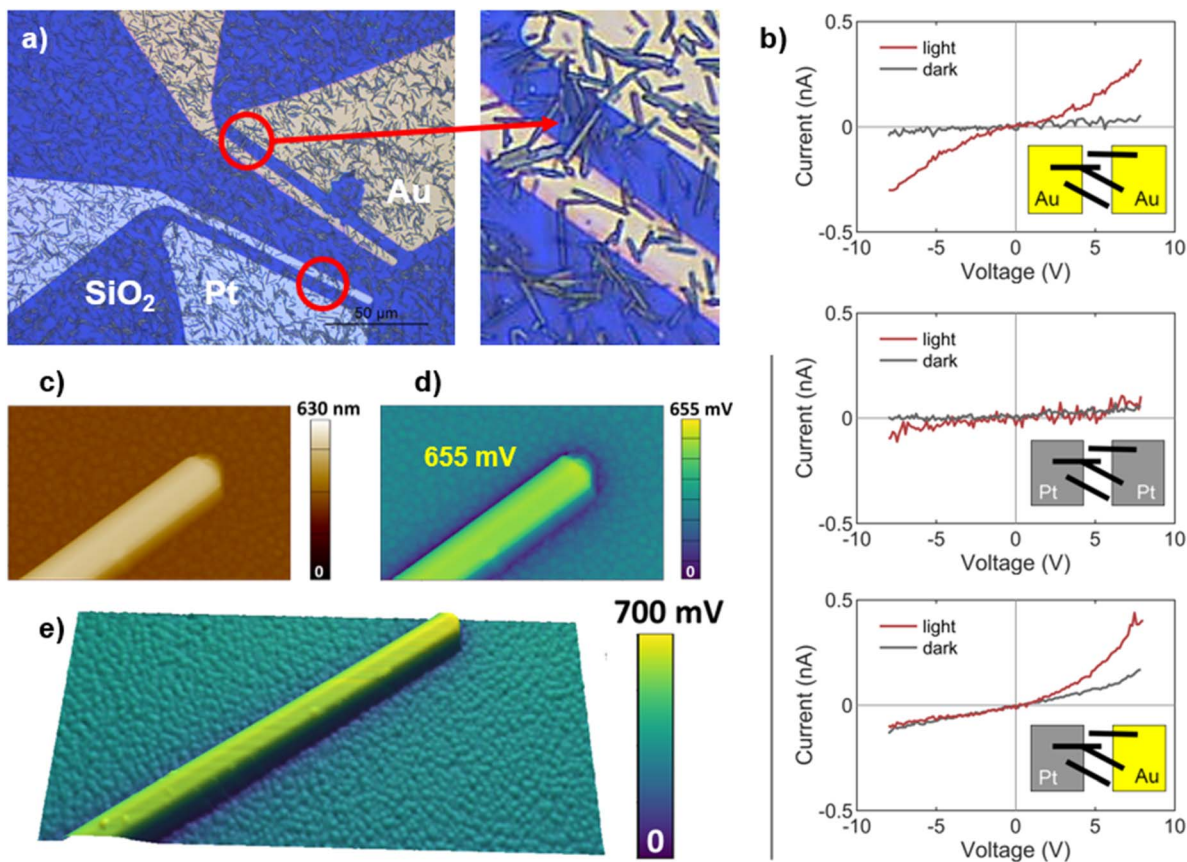 a)
Au
SiO2
Pt
50 µm
b)
Current (nA)
0.5
0
-0.5
light
dark
Au
Au
-10
-5
0
5
10
Voltage (V)
Current (nA)
0.5
0
-0.5
light
dark
Pt
Pt
-10
-5
0
5
10
Voltage (V)
Current (nA)
0.5
0
-0.5
light
dark
Pt
Au
-10
-5
0
5
10
Voltage (V)
c)
630 nm
0
d)
655 mV
655 mV
0
e)
700 mV
0